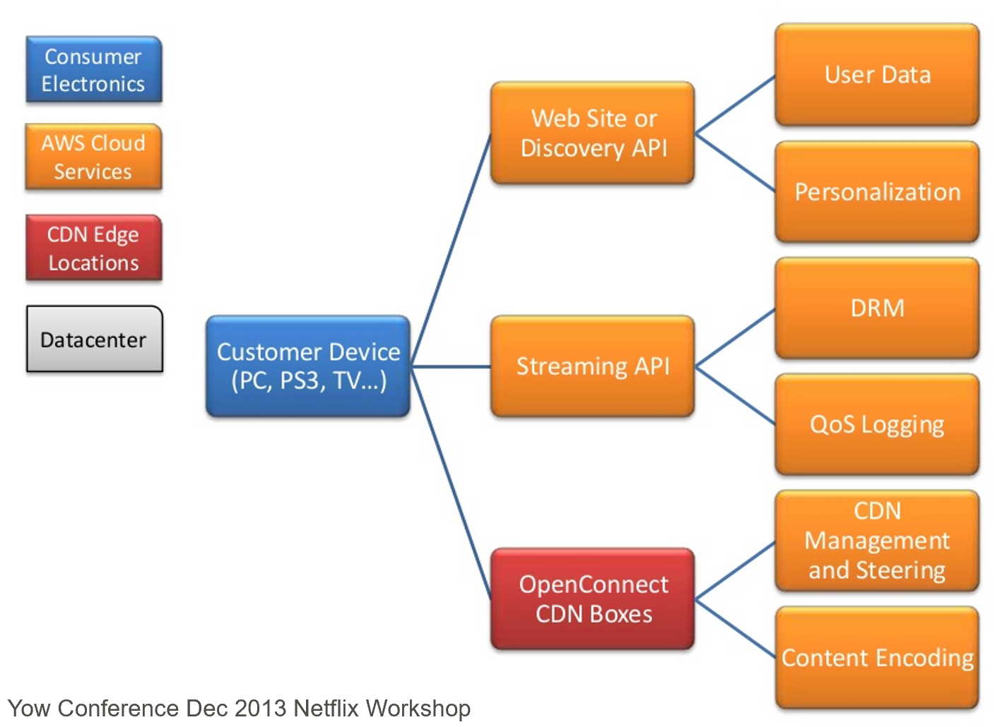 Consumer
Electronics
AWS Cloud
Services
CDN Edge
Locations
Datacenter
Customer Device
(PC, PS3, TV...)
Web Site or
Discovery API
Streaming API
OpenConnect
CDN Boxes
User Data
Personalization
DRM
QoS Logging
CDN
Management
and Steering
Content Encoding
Yow Conference Dec 2013 Netflix Workshop